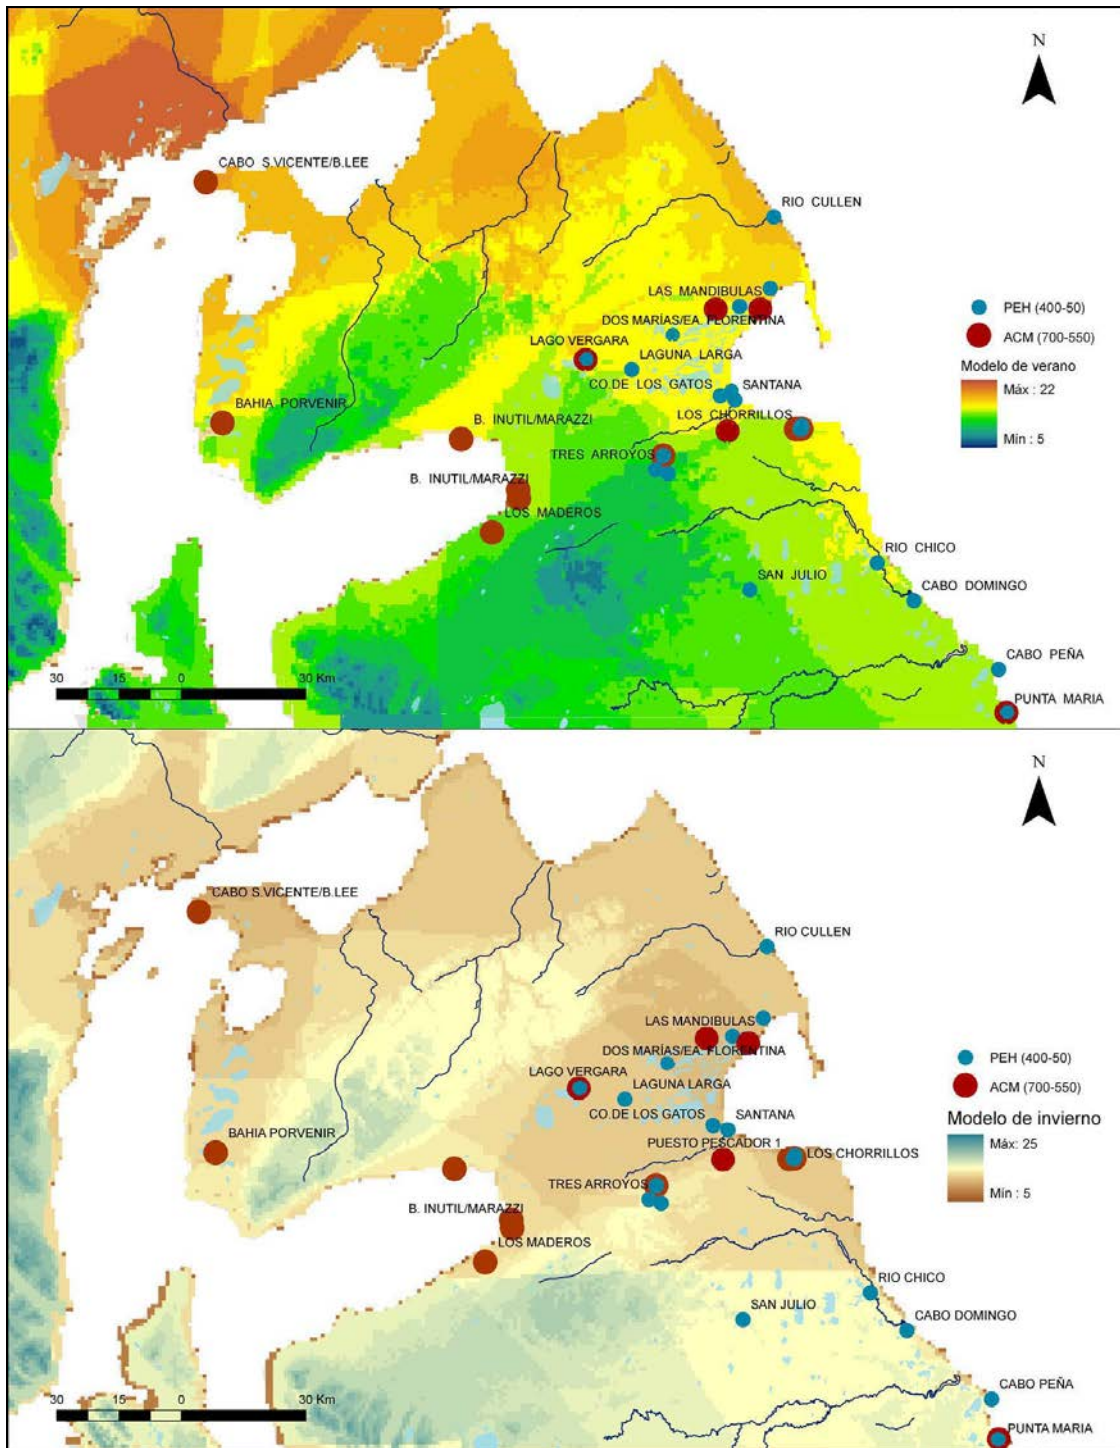 N
CABO S.VICENTE/B.LEE
RIO CULLEN
LAS MANDIBULAS
DOS MARÍAS/EA. FLORENTINA
LAGO VERGARA
LAGUNA LARGA
CO.DE LOS GATOS
SANTANA
BAHIA PORVENIR
B. INUTIL/MARAZZI
LOS CHORRILLOS
TRES ARROYOS
B. INUTIL/MARAZZI
LOS MADEROS
RIO CHICO
SAN JULIO
CABO DOMINGO
CABO PEÑA
PUNTA MARIA
PEH (400-50)
ACM (700-550)
Modelo de verano
Máx : 22
Mín : 5
30 15 0 30 Km
N
CABO S.VICENTE/B.LEE
RIO CULLEN
LAS MANDIBULAS
DOS MARÍAS/EA. FLORENTINA
LAGO VERGARA
LAGUNA LARGA
CO.DE LOS GATOS
SANTANA
BAHIA PORVENIR
PUESTO PESCADOR 1
LOS CHORRILLOS
TRES ARROYOS
B. INUTIL/MARAZZI
LOS MADEROS
RIO CHICO
SAN JULIO
CABO DOMINGO
CABO PEÑA
PUNTA MARIA
PEH (400-50)
ACM (700-550)
Modelo de invierno
Máx: 25
Mín : 5
30 15 0 30 Km